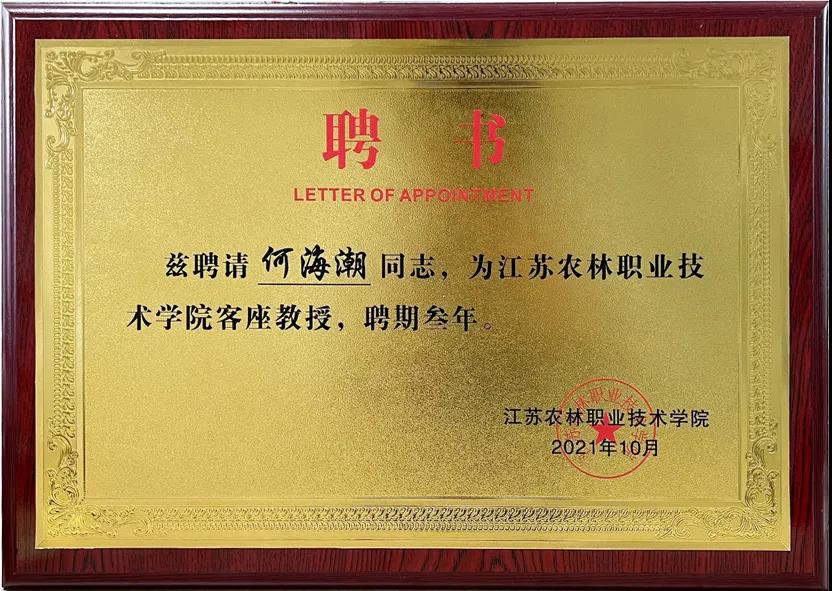 聘 书
LETTER OF APPOINTMENT
兹聘请 何海潮 同志，为江苏农林职业技
术学院客座教授，聘期叁年。
江苏农林职业技术学院
2021年10月